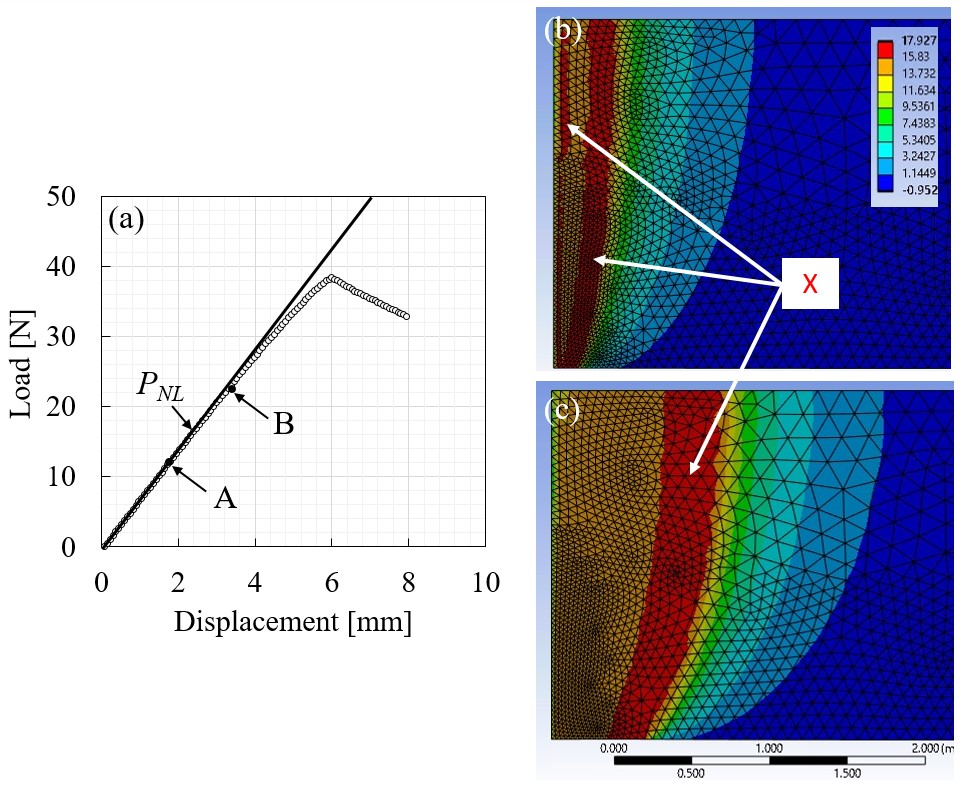 (a)
50
40
30
20
10
0
Load [N]
P_NL
A
B
0 2 4 6 8 10
Displacement [mm]
(b)
17.927
15.83
13.732
11.634
9.5361
7.4383
5.3405
3.2427
1.1449
-0.952
X
(c)
0.000 1.000 2.000 (m
0.500 1.500